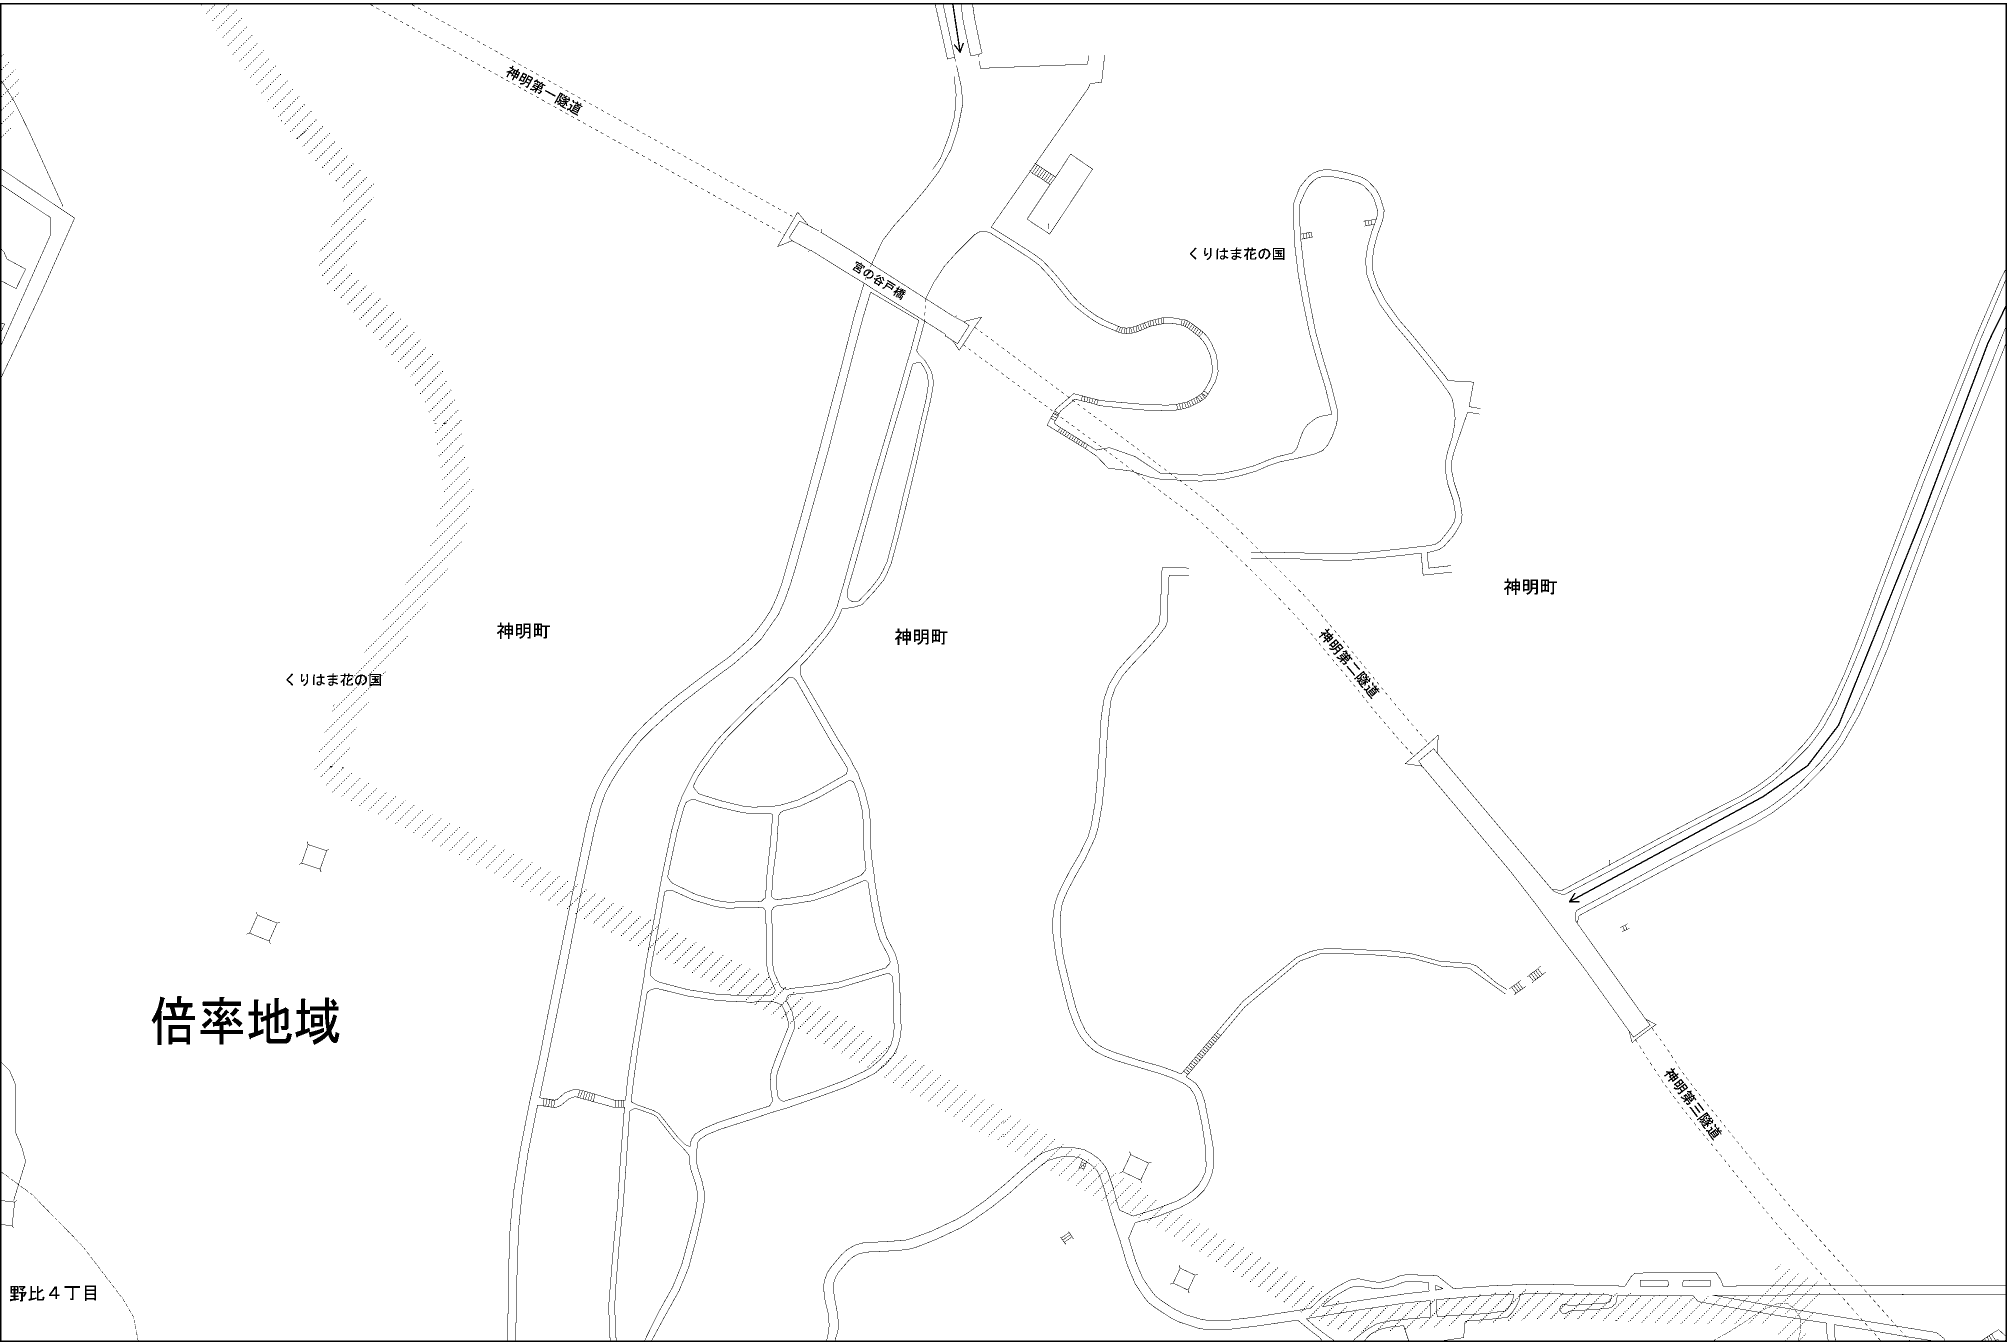 神明第一隧道
宮の谷戸橋
くりはま花の国
神明町
神明町
神明町
神明第二隧道
くりはま花の国
倍率地域
神明第三隧道
野比４丁目